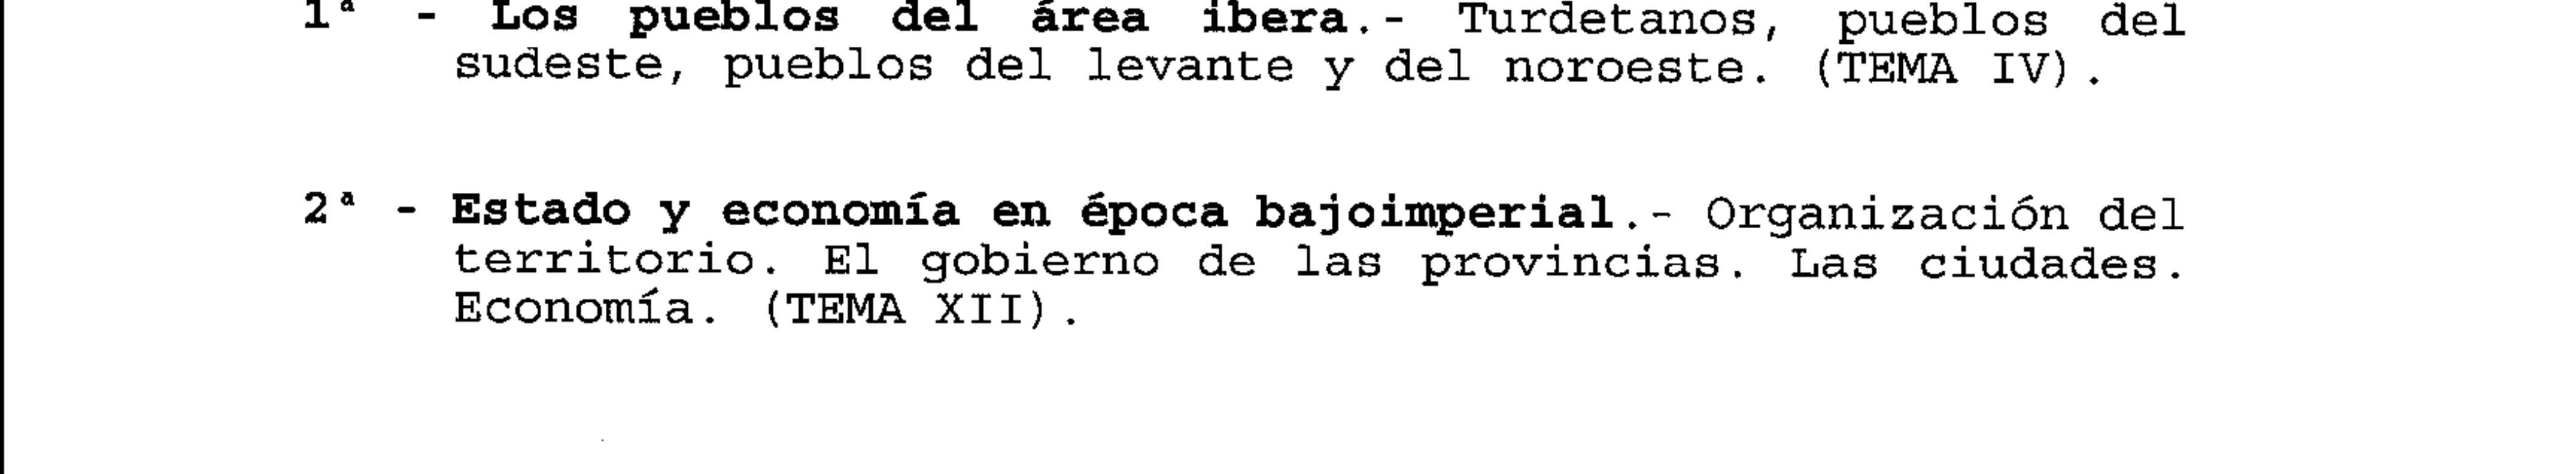 1ª - Los pueblos del área ibera.- Turdetanos, pueblos del
sudeste, pueblos del levante y del noroeste. (TEMA IV).
2ª - Estado y economía en época bajoimperial.- Organización del
territorio. El gobierno de las provincias. Las ciudades.
Economía. (TEMA XII).